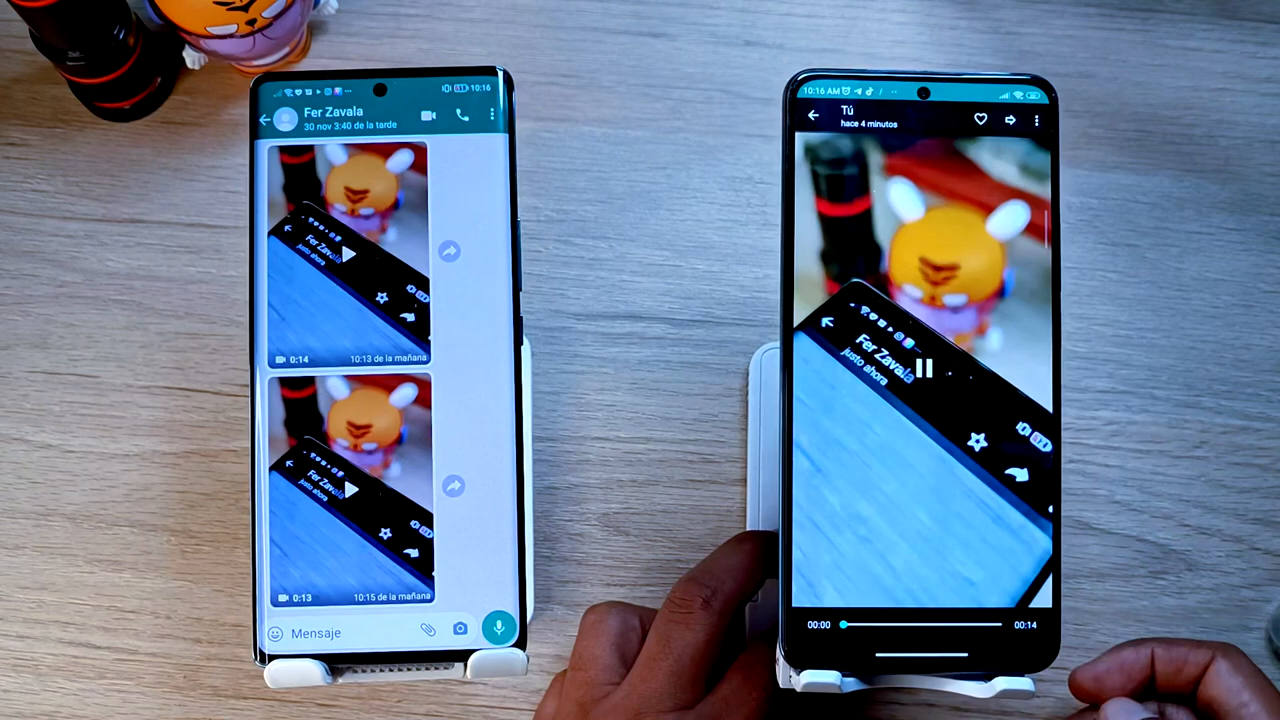 10:16
Fer Zavala
30 nov 3:40 de la tarde
Fer Zavala
justo ahora
0:14
10:13 de la mañana
Fer Zavala
justo ahora
0:13
10:15 de la mañana
Mensaje
10:16 AM
Tú
hace 4 minutos
Fer Zavala
justo ahora
00:00
00:14